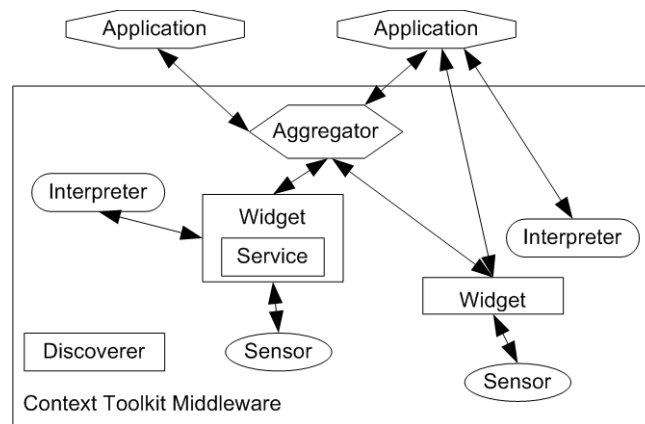 Application
Application
Aggregator
Interpreter
Widget
Service
Interpreter
Widget
Discoverer
Sensor
Sensor
Context Toolkit Middleware